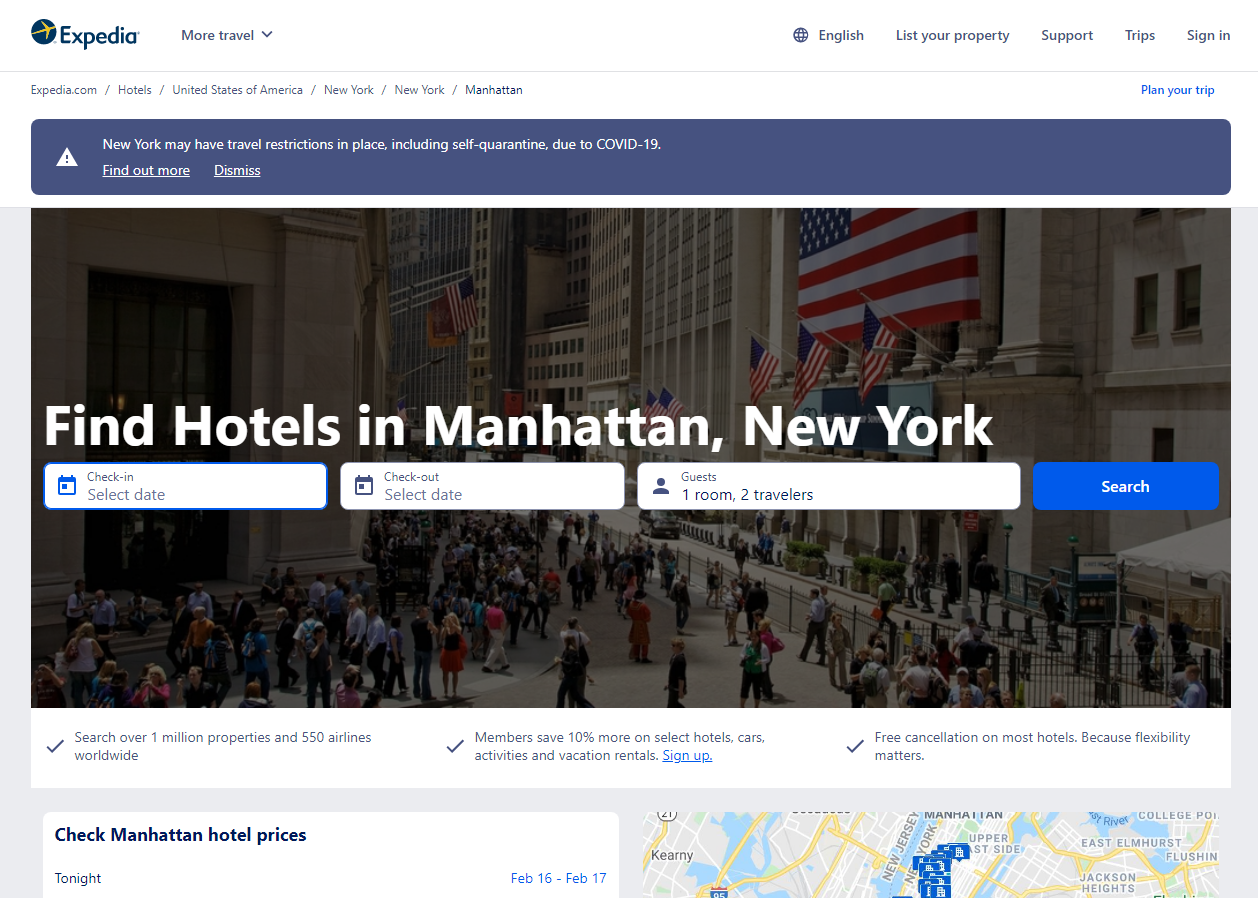 Expedia
More travel
English
List your property
Support
Trips
Sign in
Expedia.com / Hotels / United States of America / New York / New York / Manhattan
Plan your trip
New York may have travel restrictions in place, including self-quarantine, due to COVID-19.
Find out more
Dismiss
Find Hotels in Manhattan, New York
Check-in
Select date
Check-out
Select date
Guests
1 room, 2 travelers
Search
Search over 1 million properties and 550 airlines
worldwide
Members save 10% more on select hotels, cars,
activities and vacation rentals. Sign up.
Free cancellation on most hotels. Because flexibility
matters.
Check Manhattan hotel prices
Tonight
Feb 16 - Feb 17
21
MANHATTAN
COLLEGE POI
UPPER
EAST ELMHURST
Kearny
NEW JERSEY
NEW YORK
FLUSHIN
JACKSON
HEIGHTS
95